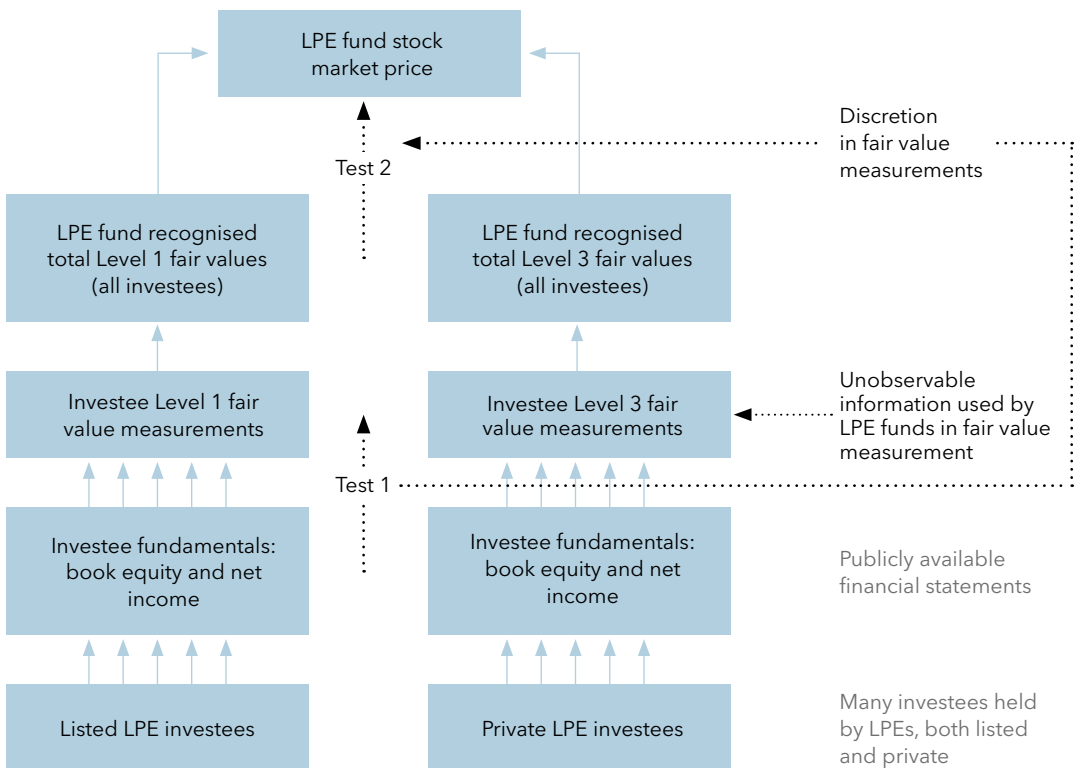 LPE fund stock
market price
Discretion
in fair value
measurements
Test 2
LPE fund recognised
total Level 1 fair values
(all investees)
LPE fund recognised
total Level 3 fair values
(all investees)
Investee Level 1 fair
value measurements
Investee Level 3 fair
value measurements
Unobservable
information used by
LPE funds in fair value
measurement
Test 1
Investee fundamentals:
book equity and net
income
Investee fundamentals:
book equity and net
income
Publicly available
financial statements
Listed LPE investees
Private LPE investees
Many investees held
by LPEs, both listed
and private